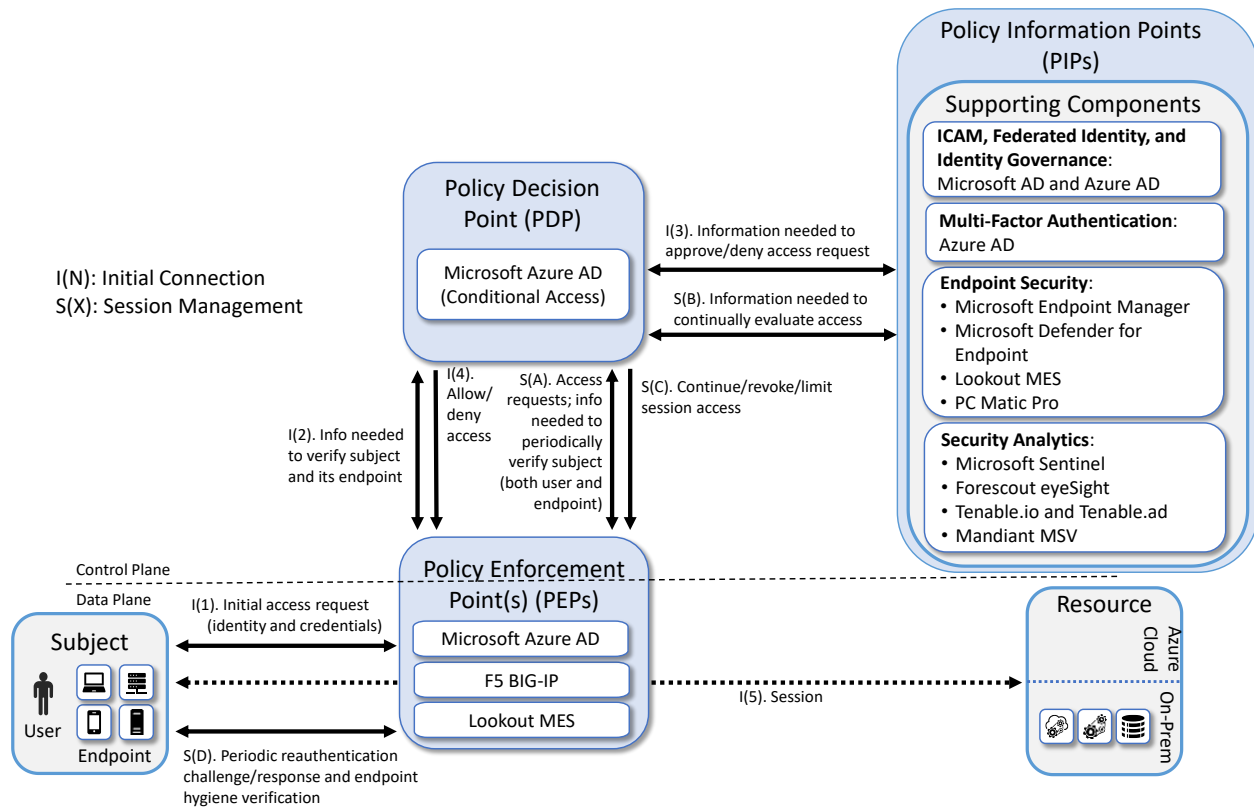 Policy Information Points
(PIPs)
Supporting Components
ICAM, Federated Identity, and
Identity Governance:
Microsoft AD and Azure AD
Multi-Factor Authentication:
Azure AD
Endpoint Security:
• Microsoft Endpoint Manager
• Microsoft Defender for
Endpoint
• Lookout MES
• PC Matic Pro
Security Analytics:
• Microsoft Sentinel
• Forescout eyeSight
• Tenable.io and Tenable.ad
• Mandiant MSV
Policy Decision
Point (PDP)
Microsoft Azure AD
(Conditional Access)
I(3). Information needed to
approve/deny access request
S(B). Information needed to
continually evaluate access
I(N): Initial Connection
S(X): Session Management
I(2). Info needed
to verify subject
and its endpoint
I(4).
Allow/
deny
access
S(A). Access
requests; info
needed to
periodically
verify subject
(both user and
endpoint)
S(C). Continue/revoke/limit
session access
Control Plane
Data Plane
Policy Enforcement
Point(s) (PEPs)
Microsoft Azure AD
F5 BIG-IP
Lookout MES
Subject
User
Endpoint
I(1). Initial access request
(identity and credentials)
S(D). Periodic reauthentication
challenge/response and endpoint
hygiene verification
I(5). Session
Resource
Azure
Cloud
On-Prem